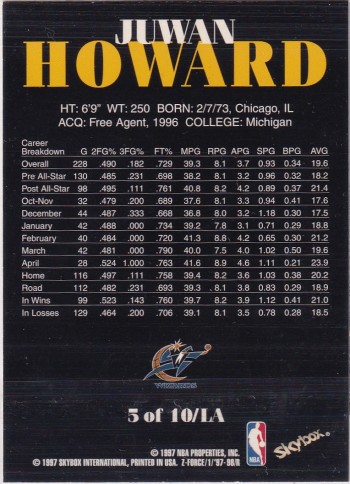 JUWAN
HOWARD
HT: 6'9" WT: 250 BORN: 2/7/73, Chicago, IL
ACQ: Free Agent, 1996 COLLEGE: Michigan
Career
Breakdown G 2FG% 3FG% FT% MPG RPG APG SPG BPG AVG
Overall 228 .490 .182 .729 39.3 8.1 3.7 0.93 0.34 19.6
Pre All-Star 130 .485 .231 .698 38.2 8.1 3.4 0.96 0.32 18.2
Post All-Star 98 .495 .111 .761 40.8 8.2 4.2 0.89 0.37 21.4
Oct-Nov 32 .479 .200 .689 37.6 7.9 3.4 0.94 0.41 17.6
December 44 .487 .333 .668 36.8 8.0 3.2 1.18 0.30 17.5
January 42 .488 .000 .734 39.2 7.8 3.1 0.71 0.29 18.8
February 40 .484 .000 .720 41.3 8.8 4.2 0.65 0.30 21.2
March 42 .481 .000 .790 40.0 7.5 4.0 1.02 0.50 19.6
April 28 .524 1.000 .763 41.6 8.9 4.6 1.11 0.21 23.9
Home 116 .497 .111 .758 39.4 8.2 3.6 1.03 0.38 20.2
Road 112 .482 .231 .697 39.3 8.1 3.7 0.83 0.29 18.9
In Wins 99 .523 .143 .760 39.7 8.2 3.9 1.12 0.41 21.0
In Losses 129 .464 .200 .706 39.1 8.1 3.5 0.78 0.28 18.5
WIZARDS
5 of 10/LA
NBA
SKYBOX
© 1997 NBA PROPERTIES, INC.
© 1997 SKYBOX INTERNATIONAL, PRINTED IN USA. Z-FORCE/1/'97-'98/B